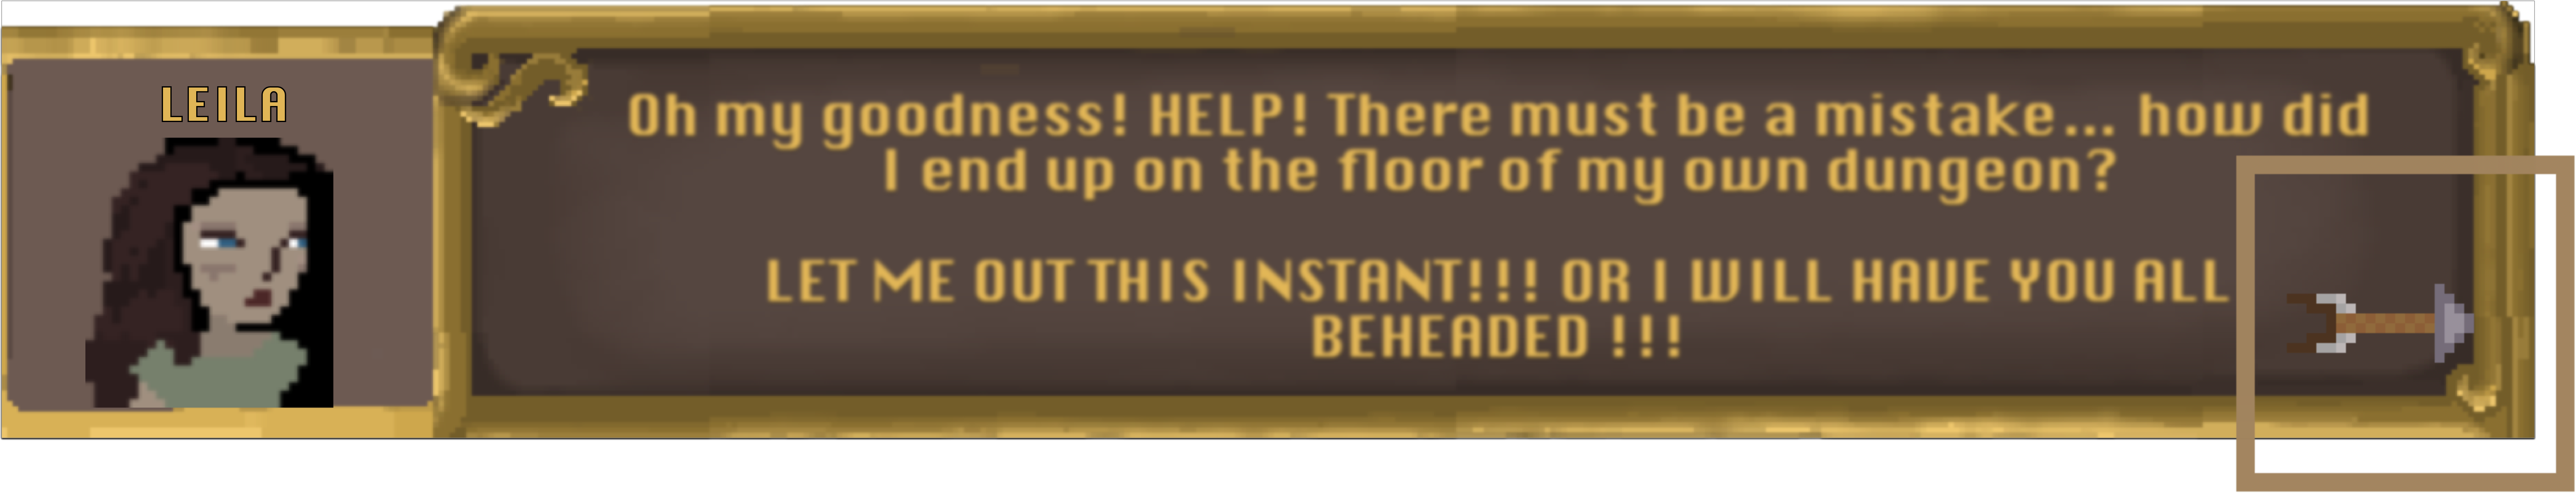 LEILA
Oh my goodness! HELP! There must be a mistake... how did
I end up on the floor of my own dungeon?
LET ME OUT THIS INSTANT!!! OR I WILL HAVE YOU ALL
BEHEADED !!!